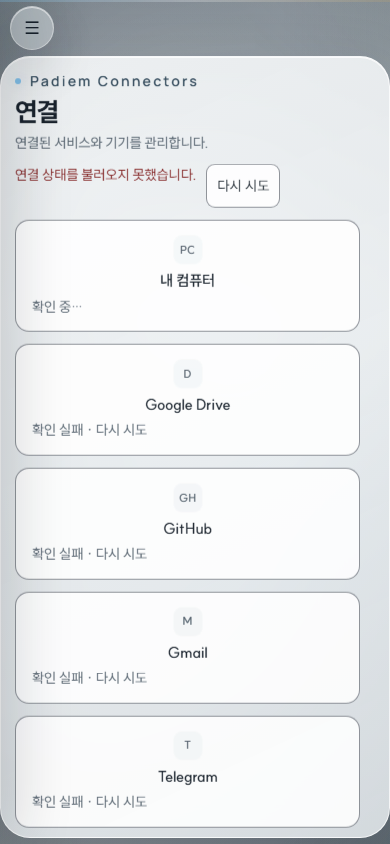 Padiem Connectors
연결
연결된 서비스와 기기를 관리합니다.
연결 상태를 불러오지 못했습니다. 다시 시도
PC
내 컴퓨터
확인 중…
D
Google Drive
확인 실패 · 다시 시도
GH
GitHub
확인 실패 · 다시 시도
M
Gmail
확인 실패 · 다시 시도
T
Telegram
확인 실패 · 다시 시도